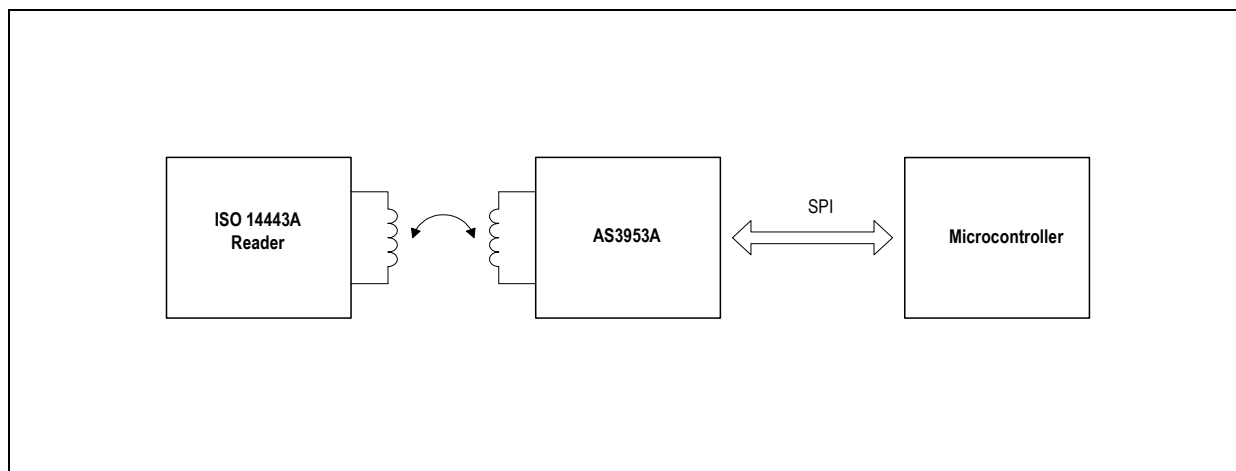 ISO 14443A
Reader
AS3953A
SPI
Microcontroller